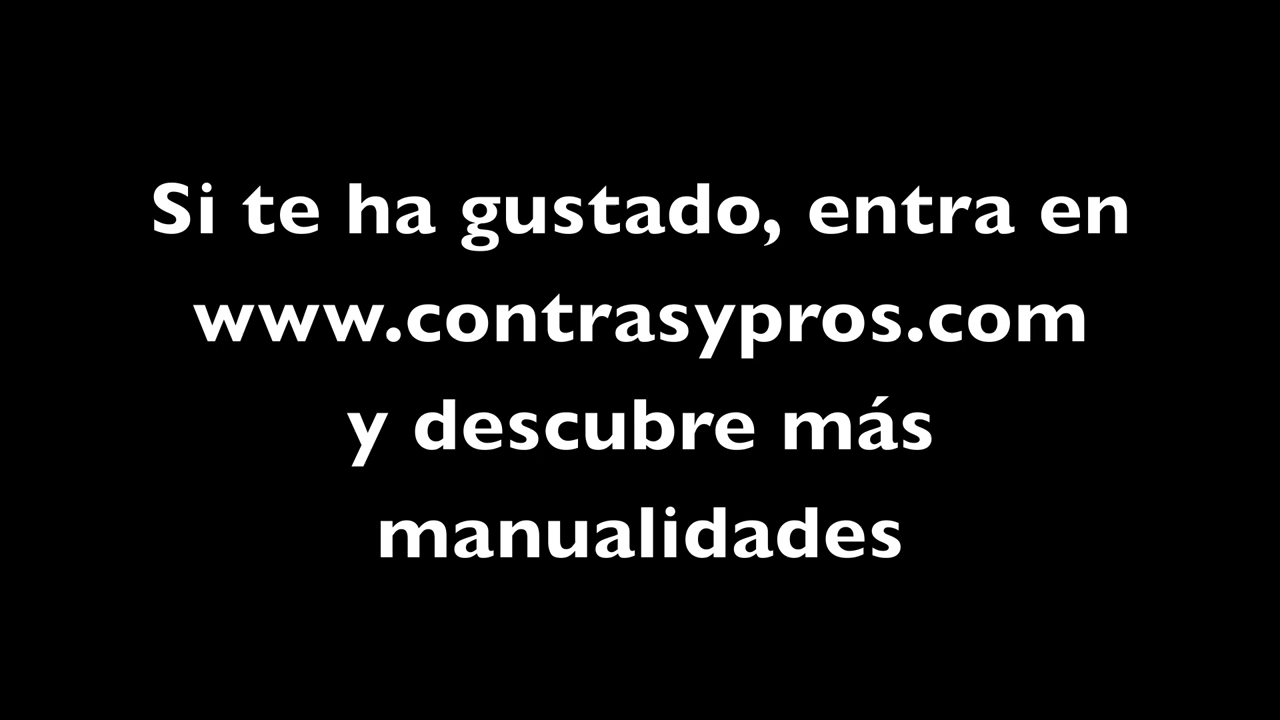 Si te ha gustado, entra en
www.contrasypros.com
y descubre más
manualidades